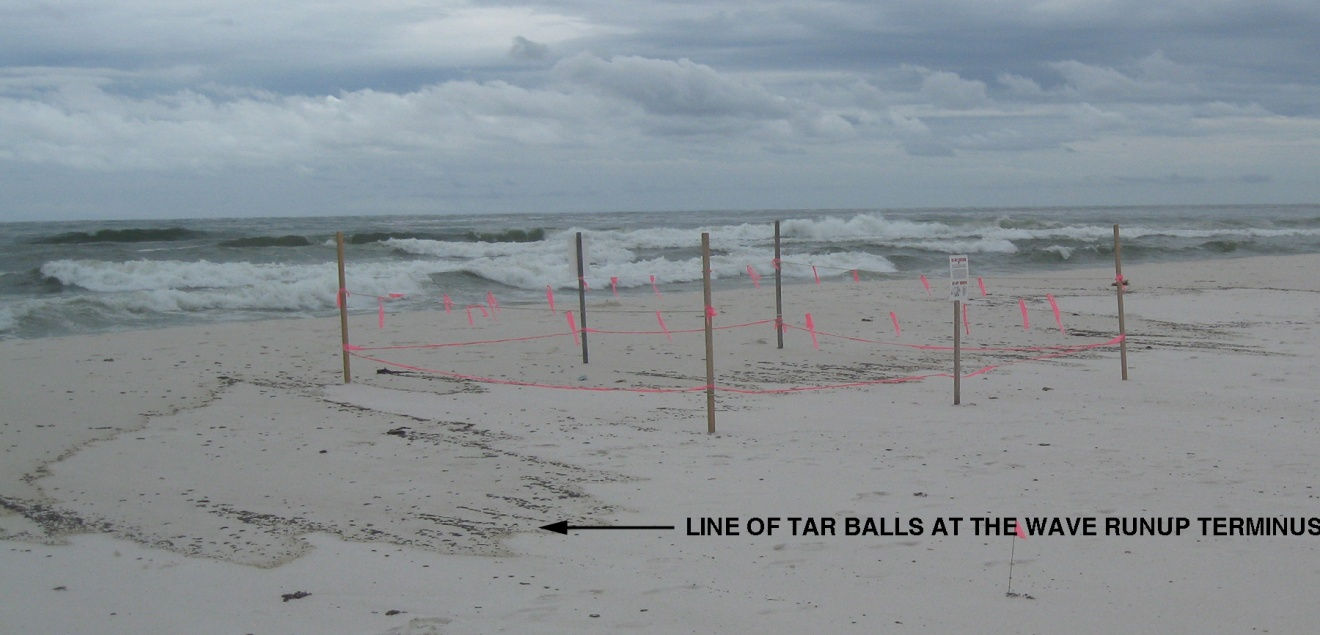 LINE OF TAR BALLS AT THE WAVE RUNUP TERMINUS